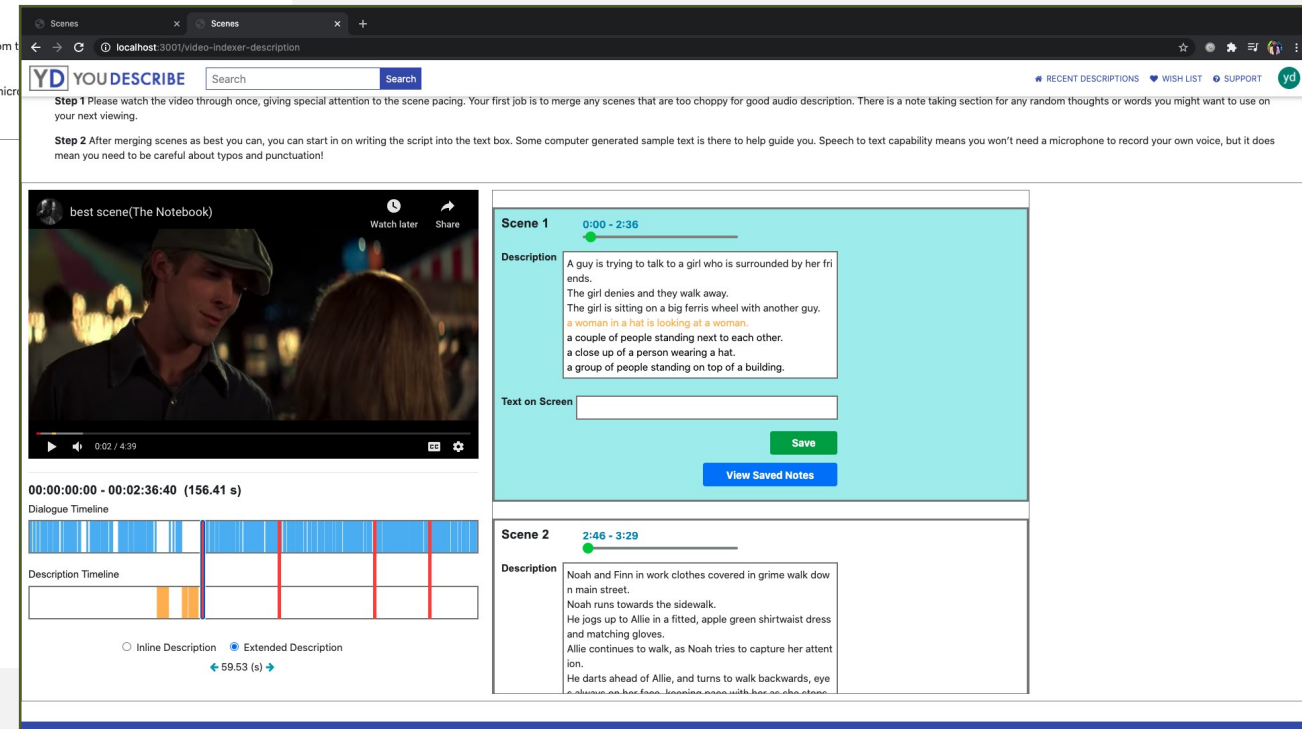 Scenes
Scenes
localhost:3001/video-indexer-description
YD YOUDESCRIBE
Search
Search
RECENT DESCRIPTIONS
WISH LIST
SUPPORT
yd
Step 1 Please watch the video through once, giving special attention to the scene pacing. Your first job is to merge any scenes that are too choppy for good audio description. There is a note taking section for any random thoughts or words you might want to use on
your next viewing.
Step 2 After merging scenes as best you can, you can start in on writing the script into the text box. Some computer generated sample text is there to help guide you. Speech to text capability means you won't need a microphone to record your own voice, but it does
mean you need to be careful about typos and punctuation!
best scene(The Notebook)
Watch later
Share
0:02 / 4:39
CC
00:00:00:00 - 00:02:36:40 (156.41 s)
Dialogue Timeline
Description Timeline
Inline Description
Extended Description
59.53 (s)
Scene 1
0:00 - 2:36
Description
A guy is trying to talk to a girl who is surrounded by her fri
ends.
The girl denies and they walk away.
The girl is sitting on a big ferris wheel with another guy.
a woman in a hat is looking at a woman.
a couple of people standing next to each other.
a close up of a person wearing a hat.
a group of people standing on top of a building.
Text on Screen
Save
View Saved Notes
Scene 2
2:46 - 3:29
Description
Noah and Finn in work clothes covered in grime walk dow
n main street.
Noah runs towards the sidewalk.
He jogs up to Allie in a fitted, apple green shirtwaist dress
and matching gloves.
Allie continues to walk, as Noah tries to capture her attent
ion.
He darts ahead of Allie, and turns to walk backwards, eye
s always on her face, keeping pace with her as she stops